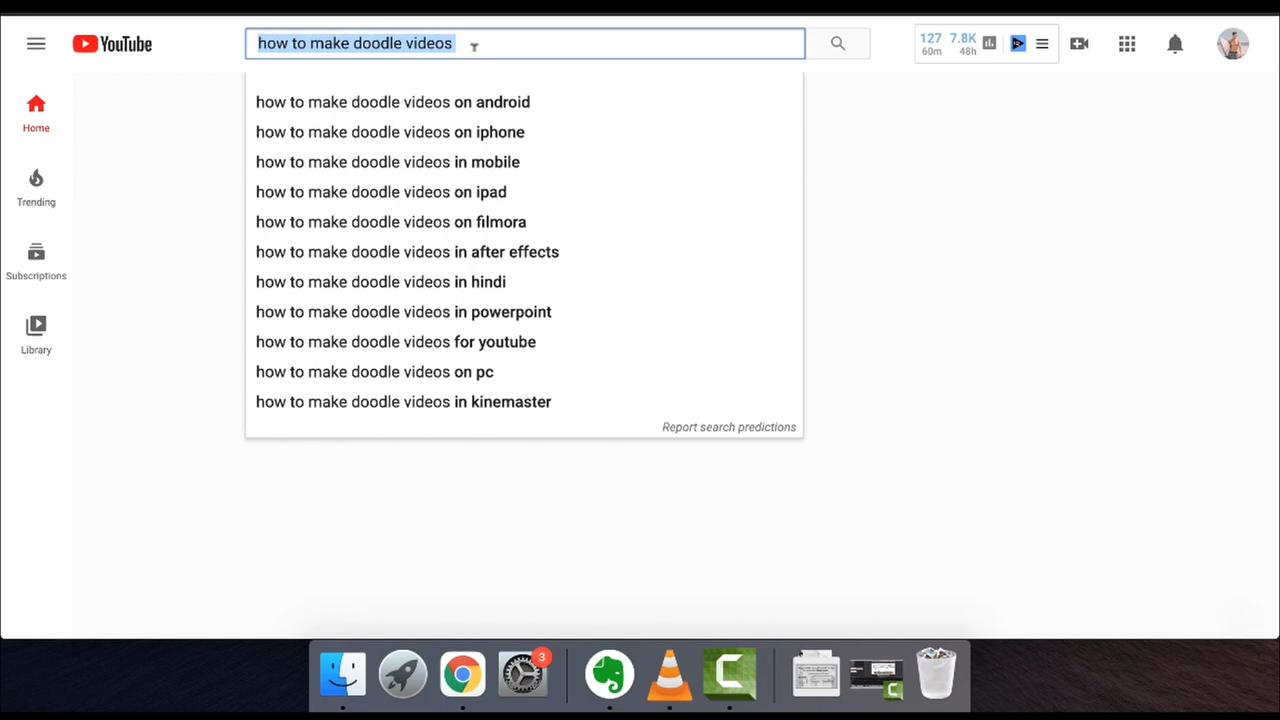 YouTube
how to make doodle videos
127 7.8K
60m 48h
how to make doodle videos on android
how to make doodle videos on iphone
how to make doodle videos in mobile
how to make doodle videos on ipad
how to make doodle videos on filmora
how to make doodle videos in after effects
how to make doodle videos in hindi
how to make doodle videos in powerpoint
how to make doodle videos for youtube
how to make doodle videos on pc
how to make doodle videos in kinemaster
Report search predictions
Home
Trending
Subscriptions
Library
3